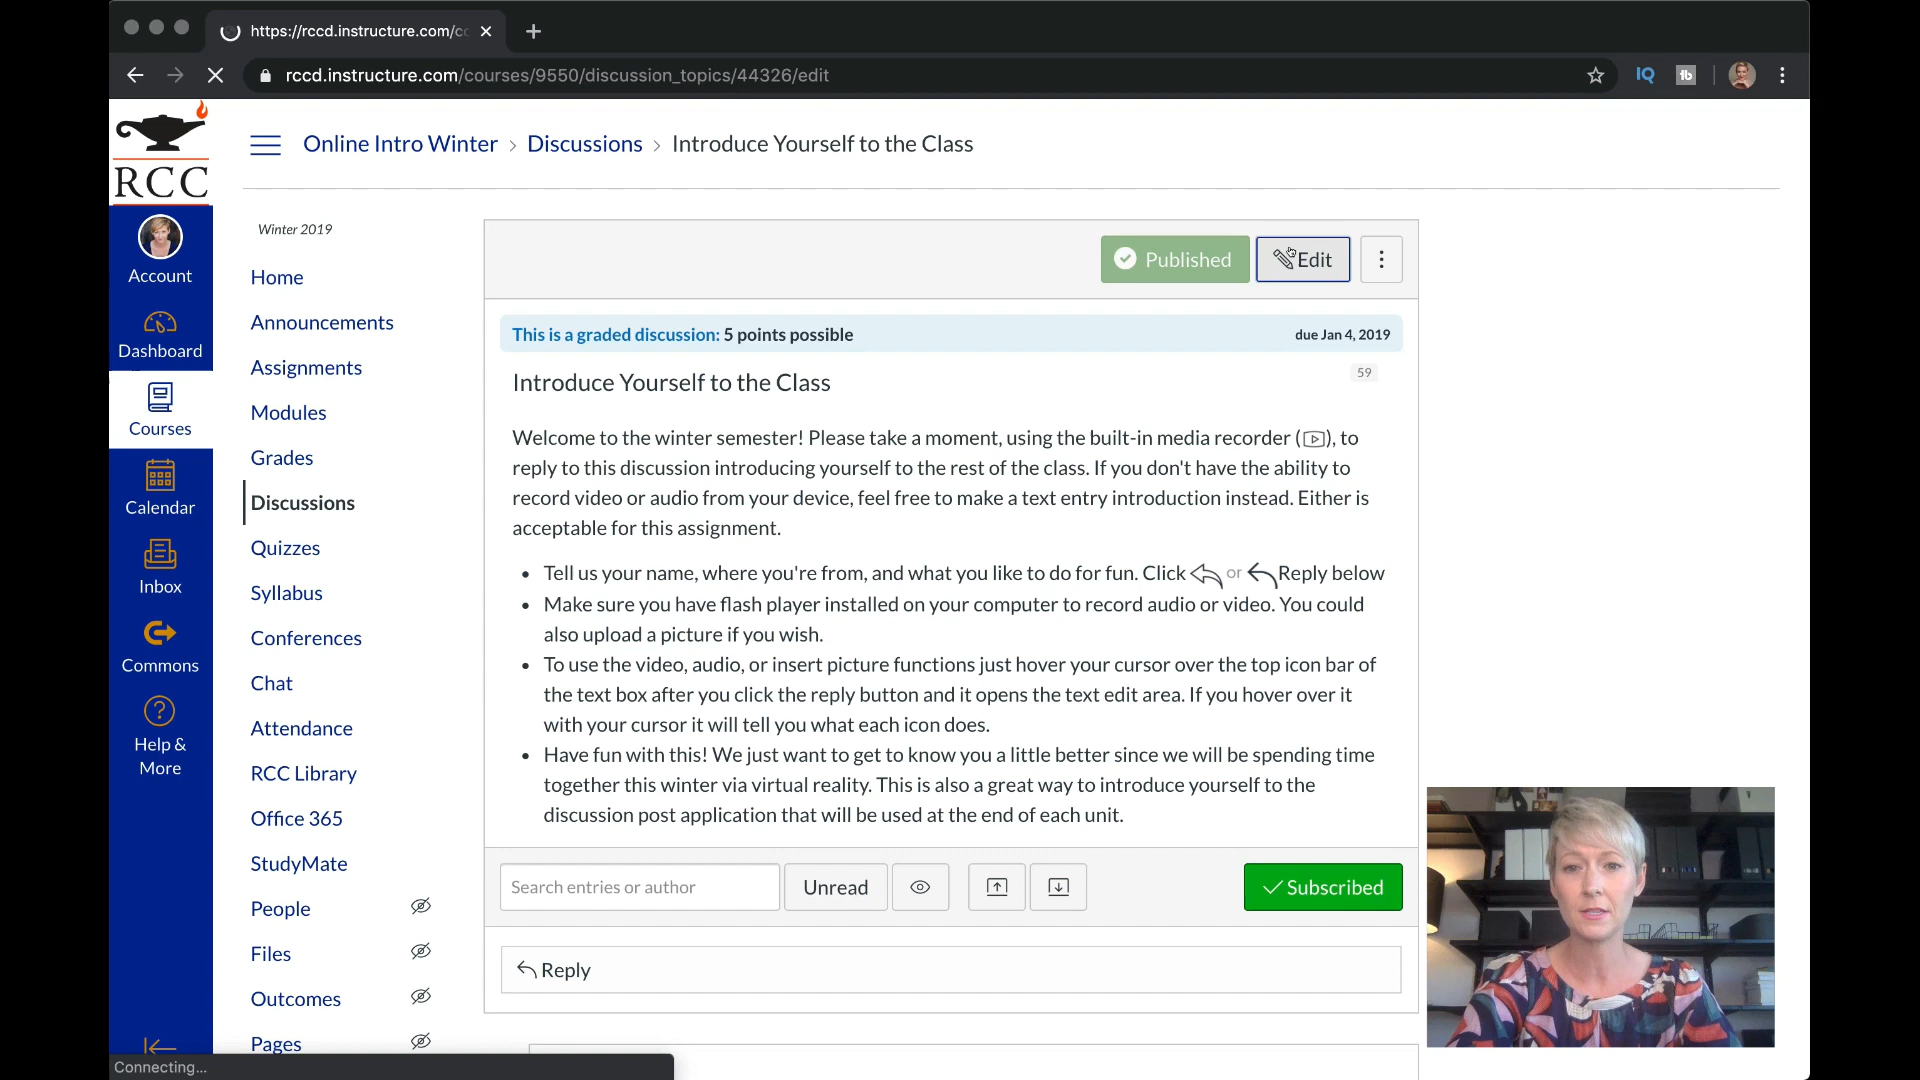 https://rccd.instructure.com/cc
rccd.instructure.com/courses/9550/discussion_topics/44326/edit
IQ
tb
RCC
Online Intro Winter > Discussions > Introduce Yourself to the Class
Account
Dashboard
Courses
Calendar
Inbox
Commons
Help &
More
Winter 2019
Home
Announcements
Assignments
Modules
Grades
Discussions
Quizzes
Syllabus
Conferences
Chat
Attendance
RCC Library
Office 365
StudyMate
People
Files
Outcomes
Pages
Published
Edit
This is a graded discussion: 5 points possible
due Jan 4, 2019
Introduce Yourself to the Class
59
Welcome to the winter semester! Please take a moment, using the built-in media recorder ( ), to
reply to this discussion introducing yourself to the rest of the class. If you don't have the ability to
record video or audio from your device, feel free to make a text entry introduction instead. Either is
acceptable for this assignment.
• Tell us your name, where you're from, and what you like to do for fun. Click or Reply below
• Make sure you have flash player installed on your computer to record audio or video. You could
also upload a picture if you wish.
• To use the video, audio, or insert picture functions just hover your cursor over the top icon bar of
the text box after you click the reply button and it opens the text edit area. If you hover over it
with your cursor it will tell you what each icon does.
• Have fun with this! We just want to get to know you a little better since we will be spending time
together this winter via virtual reality. This is also a great way to introduce yourself to the
discussion post application that will be used at the end of each unit.
Search entries or author
Unread
Subscribed
Reply
Connecting...